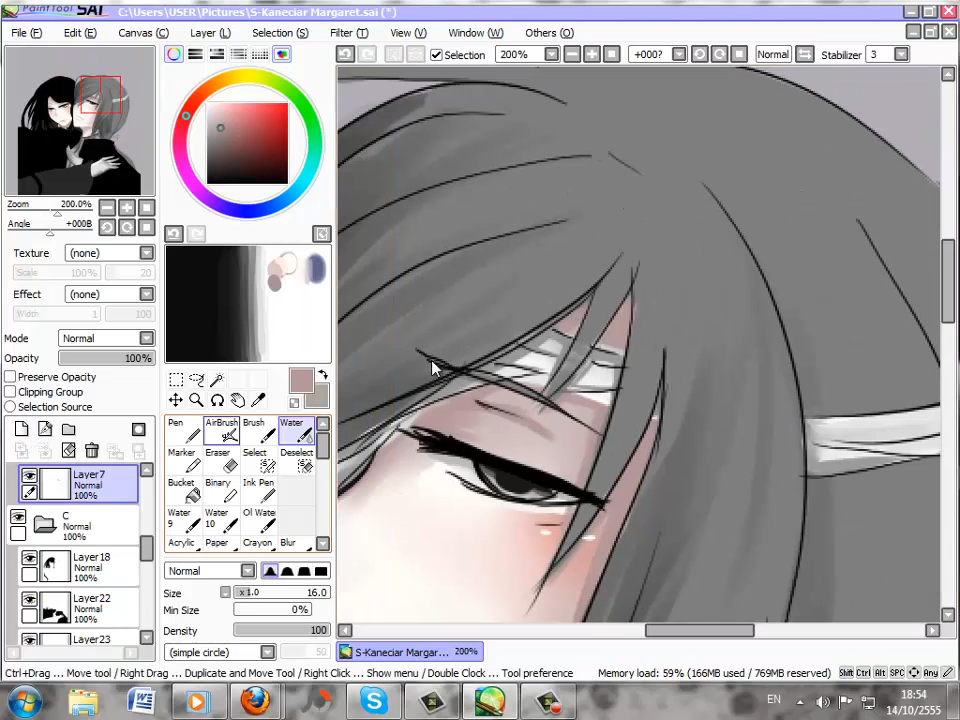 PaintTool SAI C:\Users\USER\Pictures\S-Kaneciar Margaret.sai (*)
File (F) Edit (E) Canvas (C) Layer (L) Selection (S) Filter (T) View (V) Window (W) Others (O)
Selection 200% +000? Normal Stabilizer 3
Zoom 200.0%
Angle +000B
Texture (none)
Scale 100% 20
Effect (none)
Width 1 100
Mode Normal
Opacity 100%
Preserve Opacity
Clipping Group
Selection Source
Layer7
Normal
100%
C
Normal
100%
Layer18
Normal
100%
Layer22
Normal
100%
Layer23
Pen AirBrush Brush Water
Marker Eraser Select Deselect
Bucket Binary Ink Pen
Water 9 Water 10 Ol Water
Acrylic Paper Crayon Blur
Normal
Size x1.0 16.0
Min Size 0%
Density 100
(simple circle) 50
S-Kaneciar Margar... 200%
Ctrl+Drag ... Move tool / Right Drag ... Duplicate and Move Tool / Right Click ... Show menu / Double Click ... Tool preference Memory load: 59% (166MB used / 769MB reserved) Shift Ctrl Alt SPC Any
EN 18:54
14/10/2555